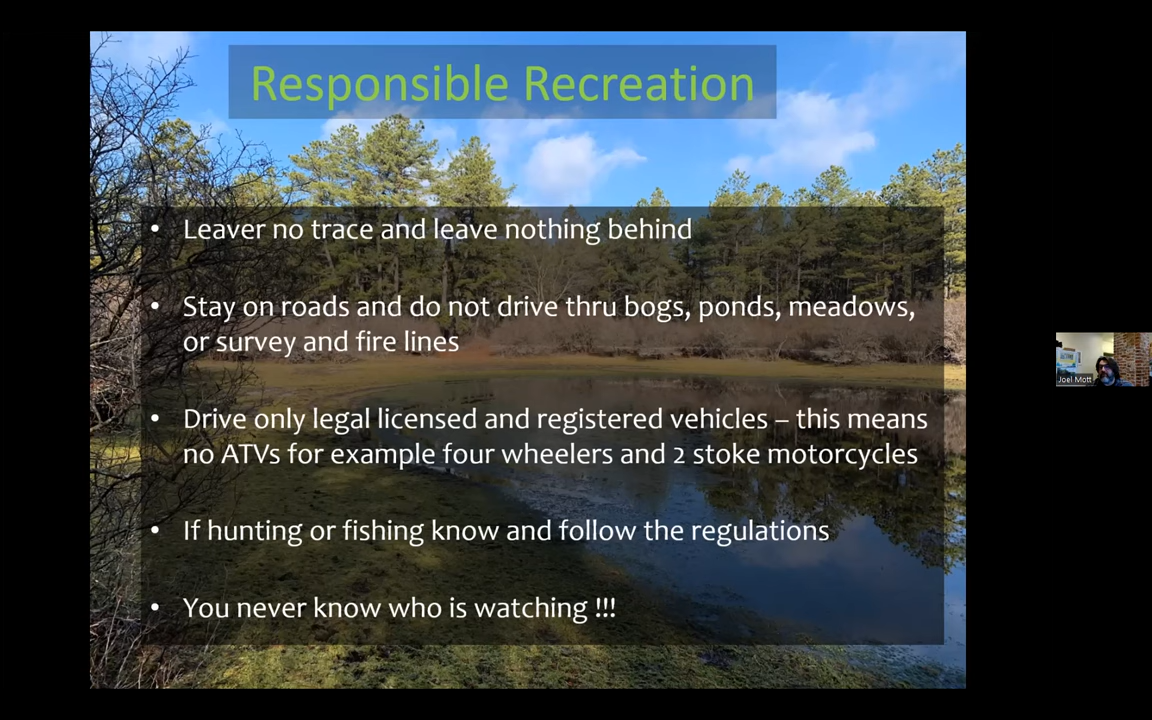 Responsible Recreation
• Leaver no trace and leave nothing behind
• Stay on roads and do not drive thru bogs, ponds, meadows,
or survey and fire lines
• Drive only legal licensed and registered vehicles – this means
no ATVs for example four wheelers and 2 stoke motorcycles
• If hunting or fishing know and follow the regulations
• You never know who is watching !!!
Joel Mott